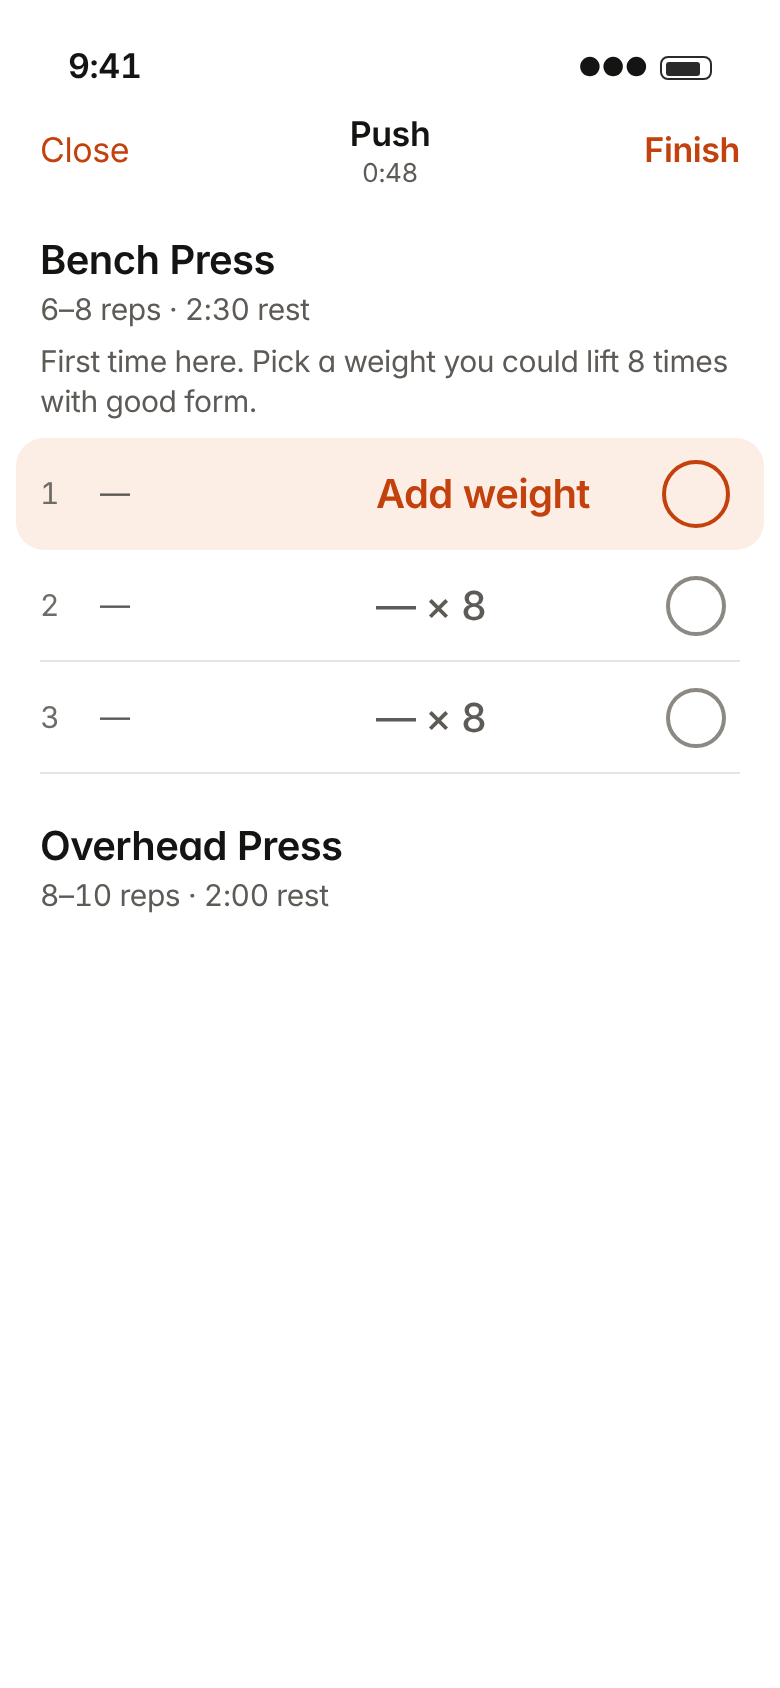 9:41
Close
Push
0:48
Finish
Bench Press
6–8 reps · 2:30 rest
First time here. Pick a weight you could lift 8 times
with good form.
1 — Add weight
2 — — × 8
3 — — × 8
Overhead Press
8–10 reps · 2:00 rest